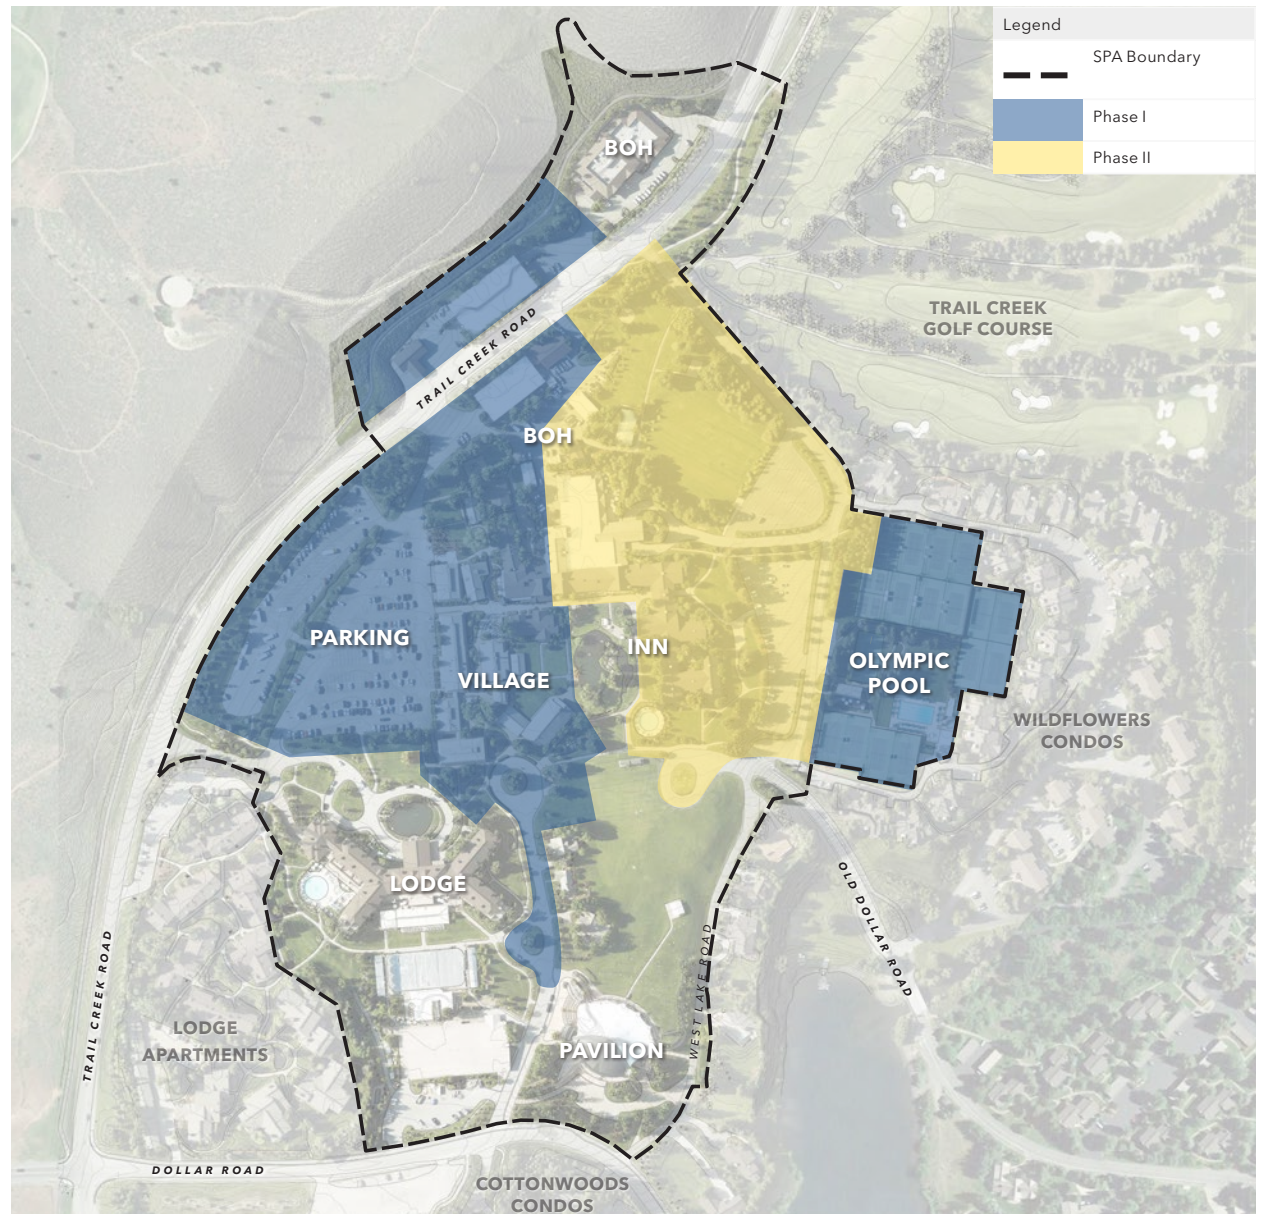 Legend
SPA Boundary
Phase I
Phase II
BOH
TRAIL CREEK
GOLF COURSE
TRAIL CREEK ROAD
BOH
PARKING
VILLAGE
INN
OLYMPIC
POOL
WILDFLOWERS
CONDOS
LODGE
OLD DOLLAR ROAD
WEST LAKE ROAD
TRAIL CREEK ROAD
LODGE
APARTMENTS
PAVILION
DOLLAR ROAD
COTTONWOODS
CONDOS